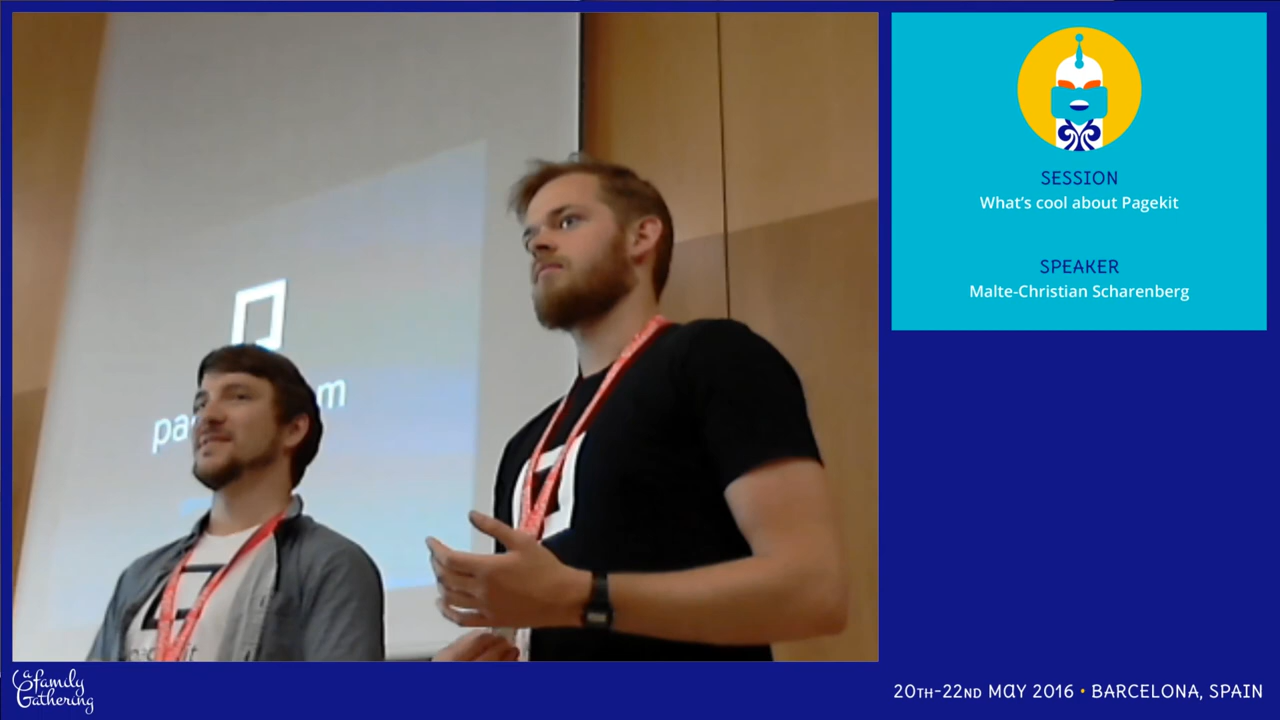 SESSION
What's cool about Pagekit
SPEAKER
Malte-Christian Scharenberg
a family
Gathering
20TH-22ND MAY 2016 • BARCELONA, SPAIN